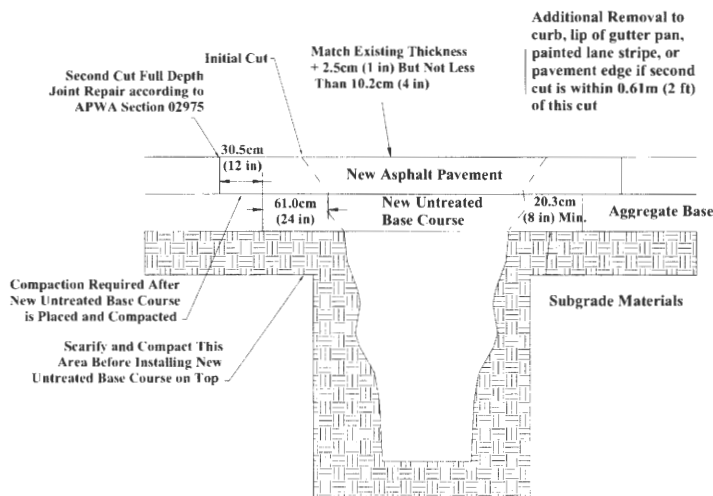 Additional Removal to
curb, lip of gutter pan,
painted lane stripe, or
pavement edge if second
cut is within 0.61m (2 ft)
of this cut
Match Existing Thickness
+ 2.5cm (1 in) But Not Less
Than 10.2cm (4 in)
Initial Cut
Second Cut Full Depth
Joint Repair according to
APWA Section 02975
30.5cm
(12 in)
New Asphalt Pavement
61.0cm
(24 in)
New Untreated
Base Course
20.3cm
(8 in) Min.
Aggregate Base
Compaction Required After
New Untreated Base Course
is Placed and Compacted
Subgrade Materials
Scarify and Compact This
Area Before Installing New
Untreated Base Course on Top